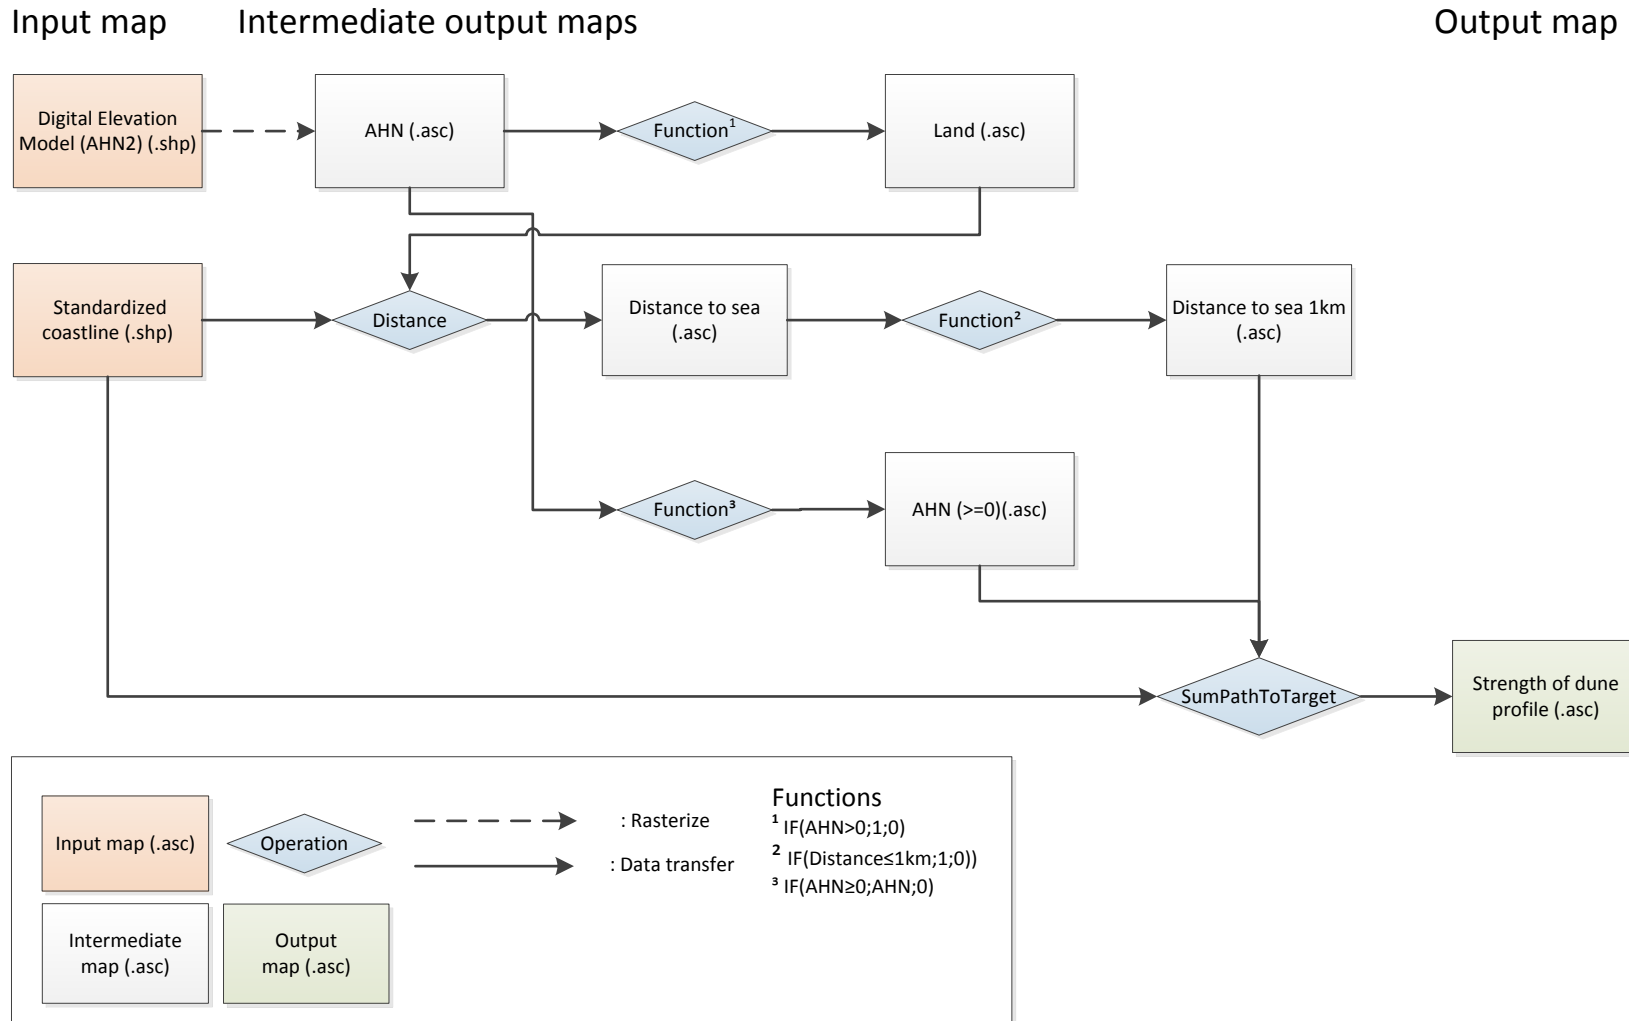 Input map
Intermediate output maps
Output map
Digital Elevation
Model (AHN2) (.shp)
AHN (.asc)
Function¹
Land (.asc)
Standardized
coastline (.shp)
Distance
Distance to sea
(.asc)
Function²
Distance to sea 1km
(.asc)
Function³
AHN (>=0)(.asc)
SumPathToTarget
Strength of dune
profile (.asc)
Input map (.asc)
Operation
: Rasterize
: Data transfer
Functions
¹ IF(AHN>0;1;0)
² IF(Distance≤1km;1;0))
³ IF(AHN≥0;AHN;0)
Intermediate
map (.asc)
Output
map (.asc)